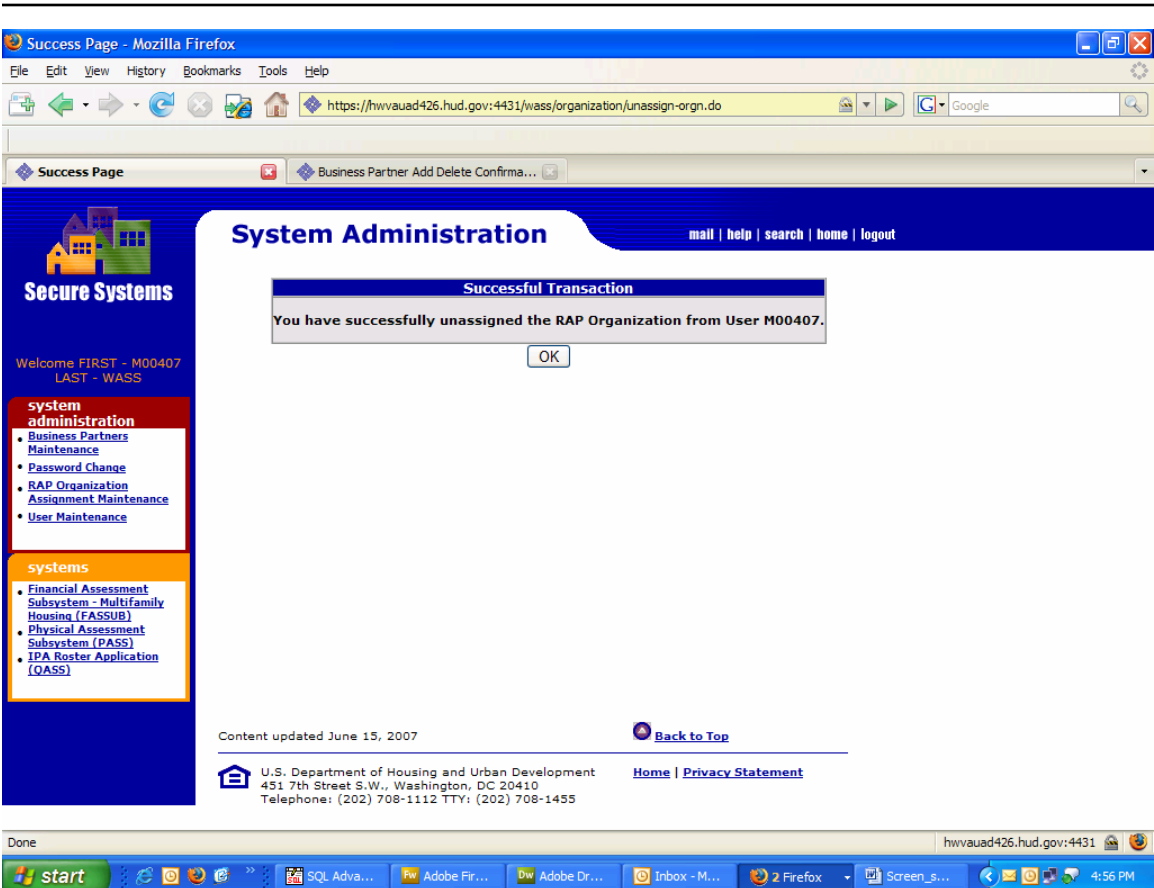 Success Page - Mozilla Firefox
File Edit View History Bookmarks Tools Help
https://hwvauad426.hud.gov:4431/wass/organization/unassign-orgn.do
G Google
Success Page
Business Partner Add Delete Confirma...
System Administration
mail | help | search | home | logout
Secure Systems
Successful Transaction
You have successfully unassigned the RAP Organization from User M00407.
OK
Welcome FIRST - M00407
LAST - WASS
system
administration
• Business Partners
Maintenance
• Password Change
• RAP Organization
Assignment Maintenance
• User Maintenance
systems
• Financial Assessment
Subsystem - Multifamily
Housing (FASSUB)
• Physical Assessment
Subsystem (PASS)
• IPA Roster Application
(QASS)
Content updated June 15, 2007
Back to Top
U.S. Department of Housing and Urban Development
451 7th Street S.W., Washington, DC 20410
Telephone: (202) 708-1112 TTY: (202) 708-1455
Home | Privacy Statement
Done
hwvauad426.hud.gov:4431
start
»
SQL Adva...
Fw Adobe Fir...
Dw Adobe Dr...
Inbox - M...
2 Firefox
Screen_s...
4:56 PM